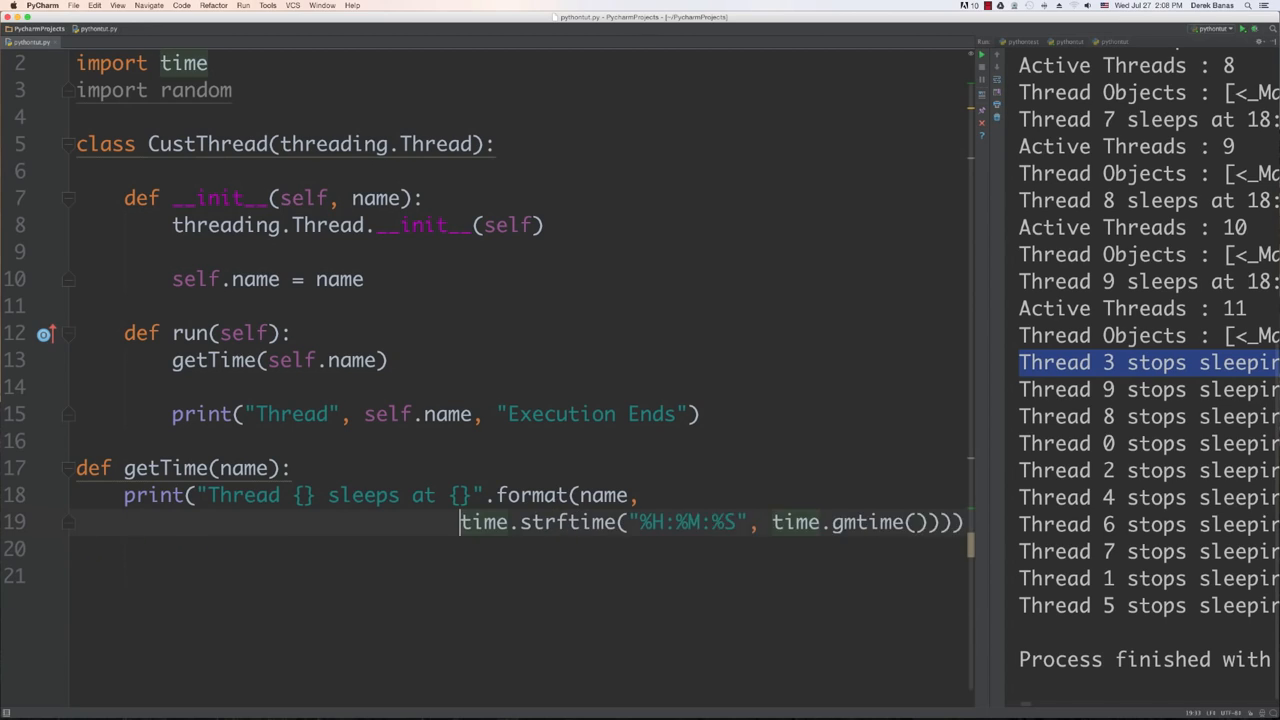 PyCharm File Edit View Navigate Code Refactor Run Tools VCS Window Help 10 Wed Jul 27 2:08 PM Derek Banas
pythontut.py - PycharmProjects - [~/PycharmProjects]
PycharmProjects pythontut.py pythontut
pythontut.py
Run: pythontext pythontut pythontut
2 import time
3 import random
4
5 class CustThread(threading.Thread):
6
7 def __init__(self, name):
8 threading.Thread.__init__(self)
9
10 self.name = name
11
12 def run(self):
13 getTime(self.name)
14
15 print("Thread", self.name, "Execution Ends")
16
17 def getTime(name):
18 print("Thread {} sleeps at {}".format(name,
19 time.strftime("%H:%M:%S", time.gmtime())))
20
21
Active Threads : 8
Thread Objects : [<_Ma
Thread 7 sleeps at 18:
Active Threads : 9
Thread Objects : [<_Ma
Thread 8 sleeps at 18:
Active Threads : 10
Thread Objects : [<_Ma
Thread 9 sleeps at 18:
Active Threads : 11
Thread Objects : [<_Ma
Thread 3 stops sleepin
Thread 9 stops sleepin
Thread 8 stops sleepin
Thread 0 stops sleepin
Thread 2 stops sleepin
Thread 4 stops sleepin
Thread 6 stops sleepin
Thread 7 stops sleepin
Thread 1 stops sleepin
Thread 5 stops sleepin
Process finished with
19:33 LF UTF-8